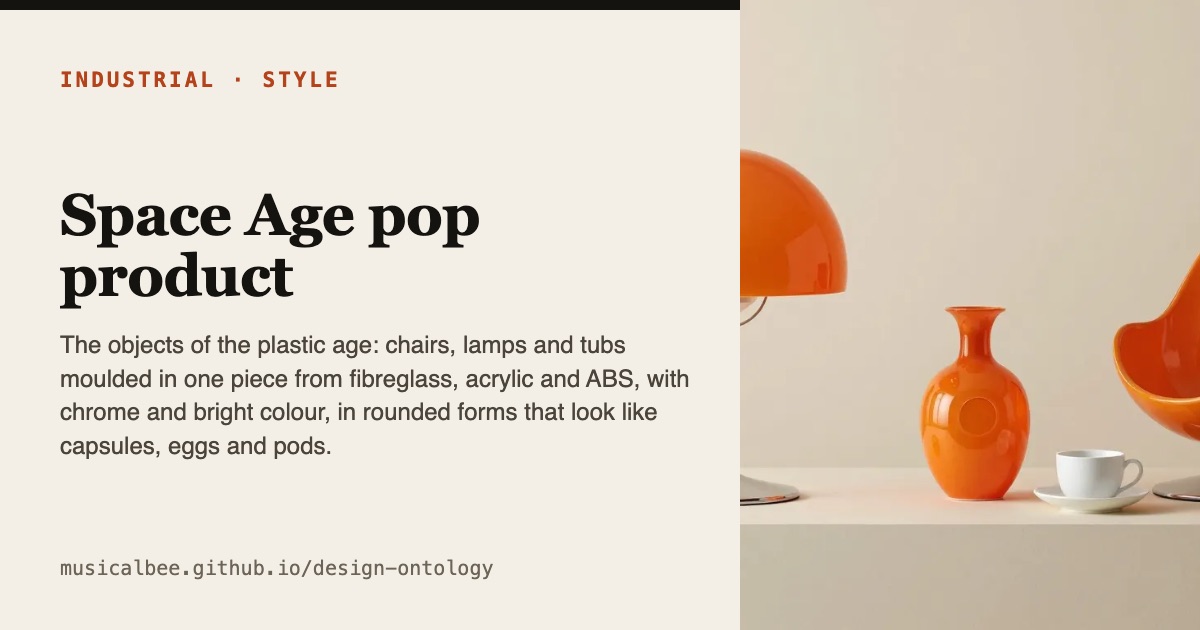 INDUSTRIAL · STYLE
Space Age pop
product
The objects of the plastic age: chairs, lamps and tubs
moulded in one piece from fibreglass, acrylic and ABS, with
chrome and bright colour, in rounded forms that look like
capsules, eggs and pods.
musicalbee.github.io/design-ontology